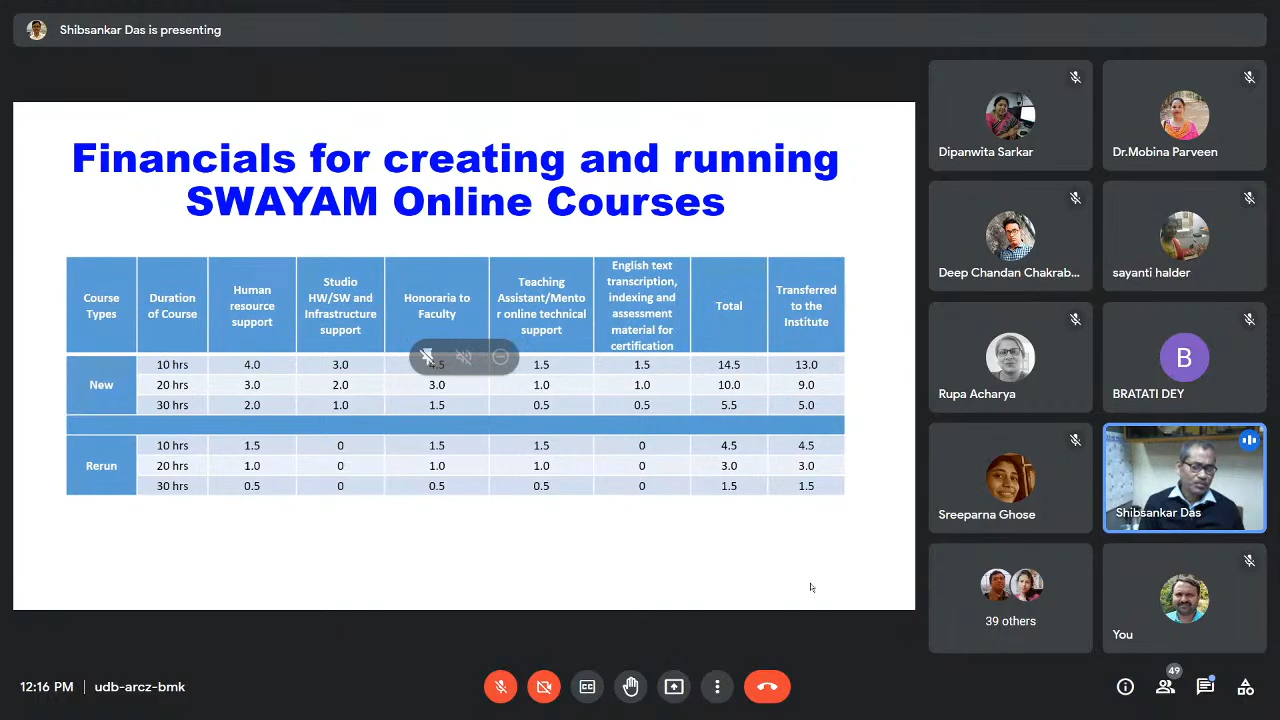 Shibsankar Das is presenting
Financials for creating and running
SWAYAM Online Courses
Course Types | Duration of Course | Human resource support | Studio HW/SW and Infrastructure support | Honoraria to Faculty | Teaching Assistant/Mento r online technical support | English text transcription, indexing and assessment material for certification | Total | Transferred to the Institute
New
10 hrs 4.0 3.0 4.5 1.5 1.5 14.5 13.0
20 hrs 3.0 2.0 3.0 1.0 1.0 10.0 9.0
30 hrs 2.0 1.0 1.5 0.5 0.5 5.5 5.0
Rerun
10 hrs 1.5 0 1.5 1.5 0 4.5 4.5
20 hrs 1.0 0 1.0 1.0 0 3.0 3.0
30 hrs 0.5 0 0.5 0.5 0 1.5 1.5
Dipanwita Sarkar
Dr.Mobina Parveen
Deep Chandan Chakrab...
sayanti halder
Rupa Acharya
B
BRATATI DEY
Sreeparna Ghose
Shibsankar Das
39 others
You
12:16 PM | udb-arcz-bmk
CC
49